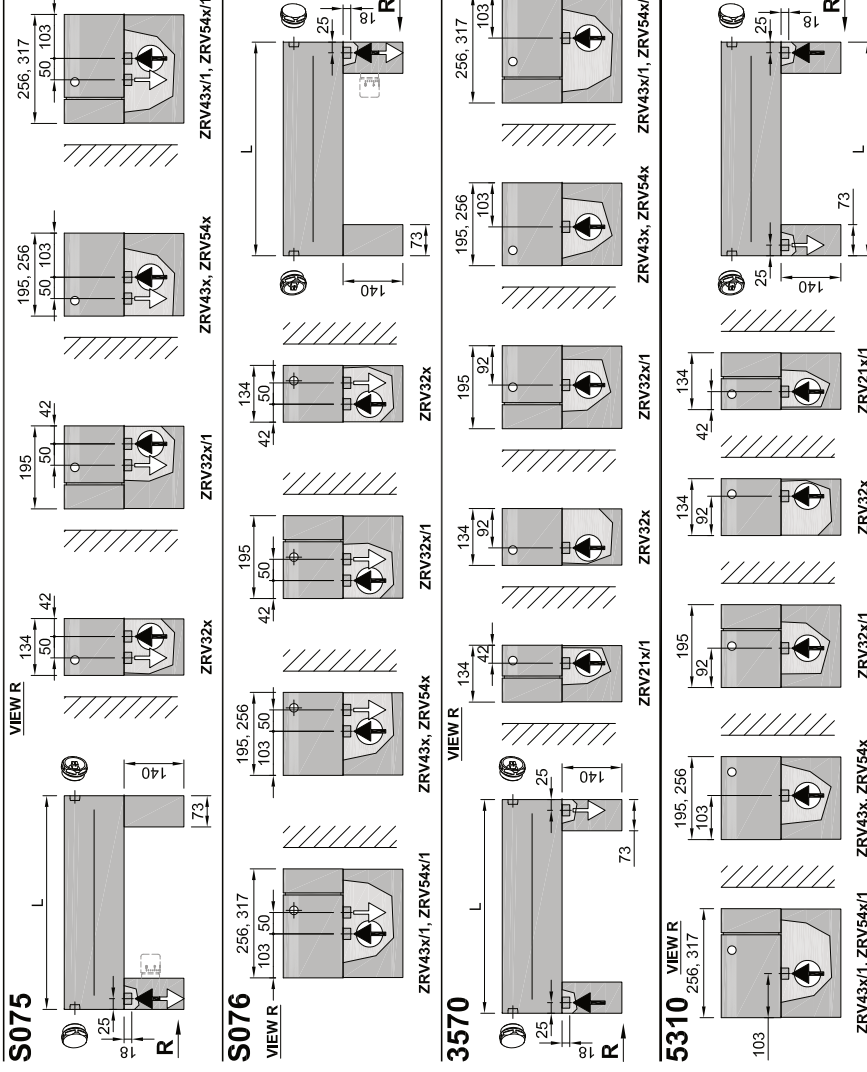 S075
L
25
18
R
140
73
VIEW R
134
50
42
ZRV32x
195
50
42
ZRV32x/1
195, 256
50
103
ZRV43x, ZRV54x
256, 317
50
103
ZRV43x/1, ZRV54x/1
S076
VIEW R
256, 317
103
50
ZRV43x/1, ZRV54x/1
195, 256
103
50
ZRV43x, ZRV54x
195
42
50
ZRV32x/1
134
42
50
ZRV32x
L
140
73
25
18
R
3570
L
25
18
R
25
140
73
VIEW R
134
42
ZRV21x/1
134
92
ZRV32x
195
92
ZRV32x/1
195, 256
103
ZRV43x, ZRV54x
256, 317
103
ZRV43x/1, ZRV54x/
5310
VIEW R
256, 317
103
ZRV43x/1, ZRV54x/1
195, 256
103
ZRV43x, ZRV54x
195
92
ZRV32x/1
134
92
ZRV32x
134
42
ZRV21x/1
25
140
73
L
25
18
R